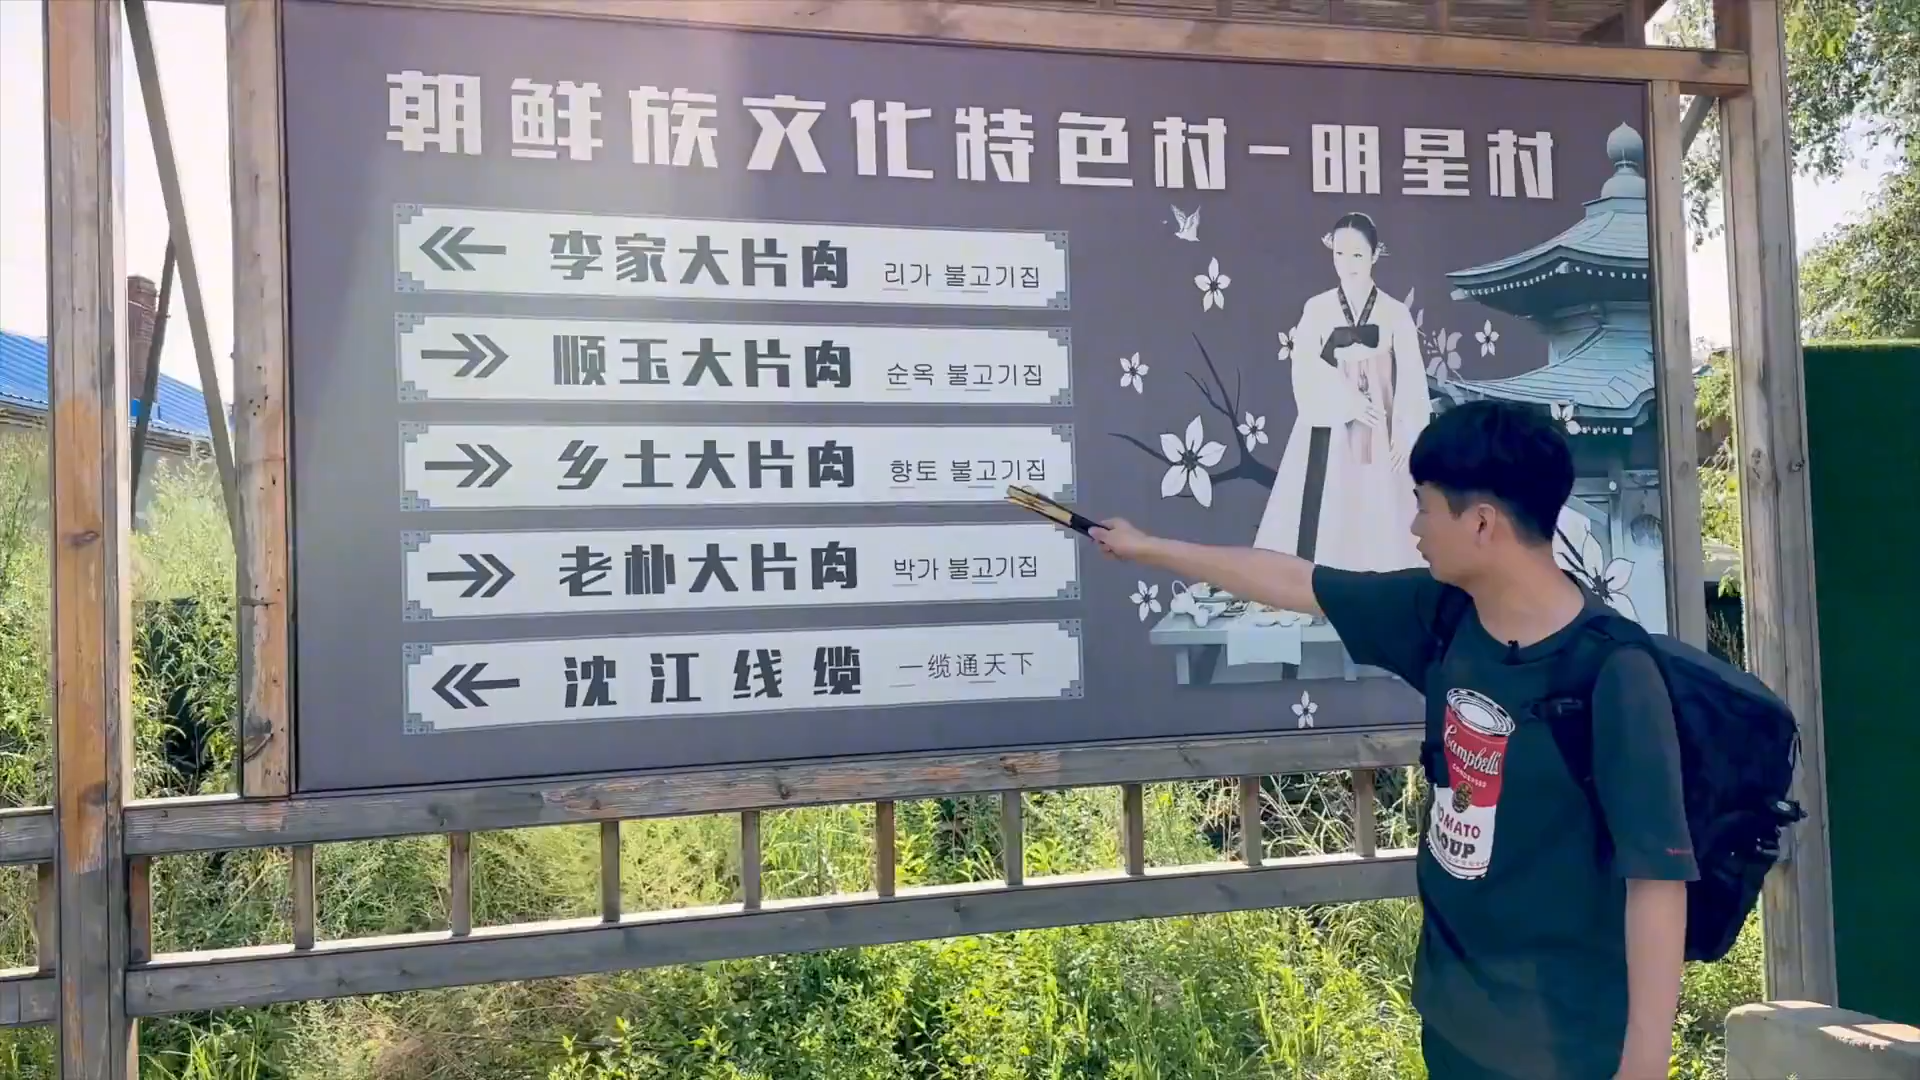 朝鲜族文化特色村-明星村
李家大片肉 리가 불고기집
顺玉大片肉 순옥 불고기집
乡土大片肉 향토 불고기집
老朴大片肉 박가 불고기집
沈江线缆 一缆通天下
Campbell's
CONDENSED
TOMATO
SOUP